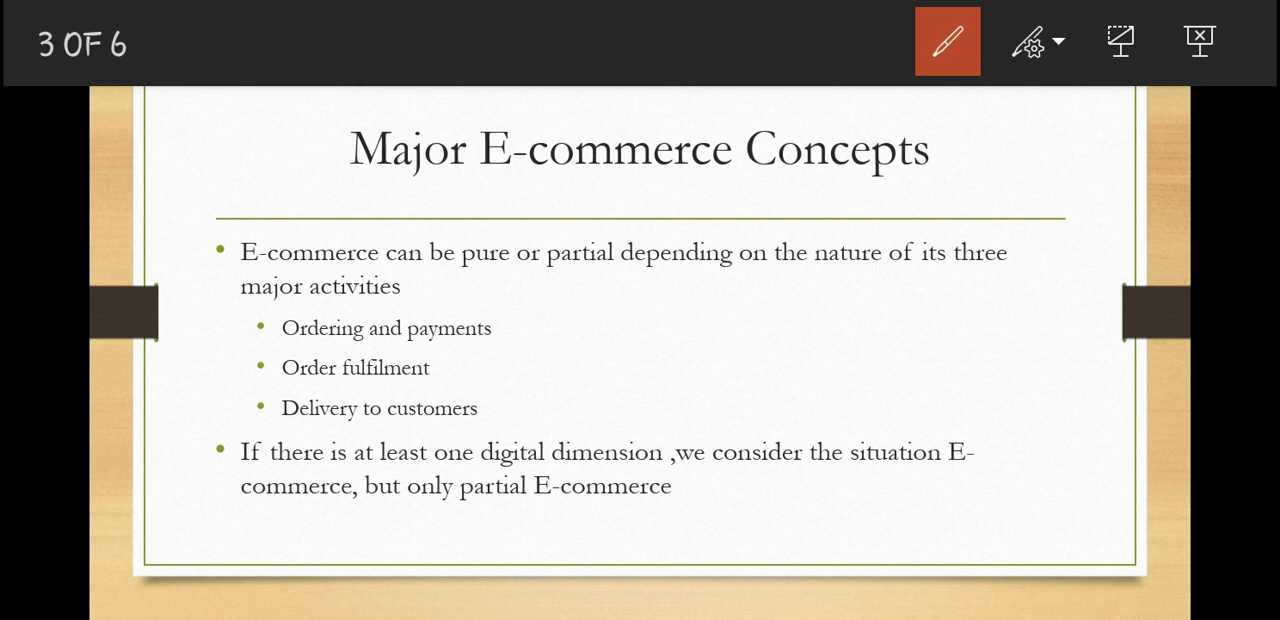 3 OF 6
Major E-commerce Concepts
• E-commerce can be pure or partial depending on the nature of its three
major activities
• Ordering and payments
• Order fulfilment
• Delivery to customers
• If there is at least one digital dimension ,we consider the situation E-
commerce, but only partial E-commerce